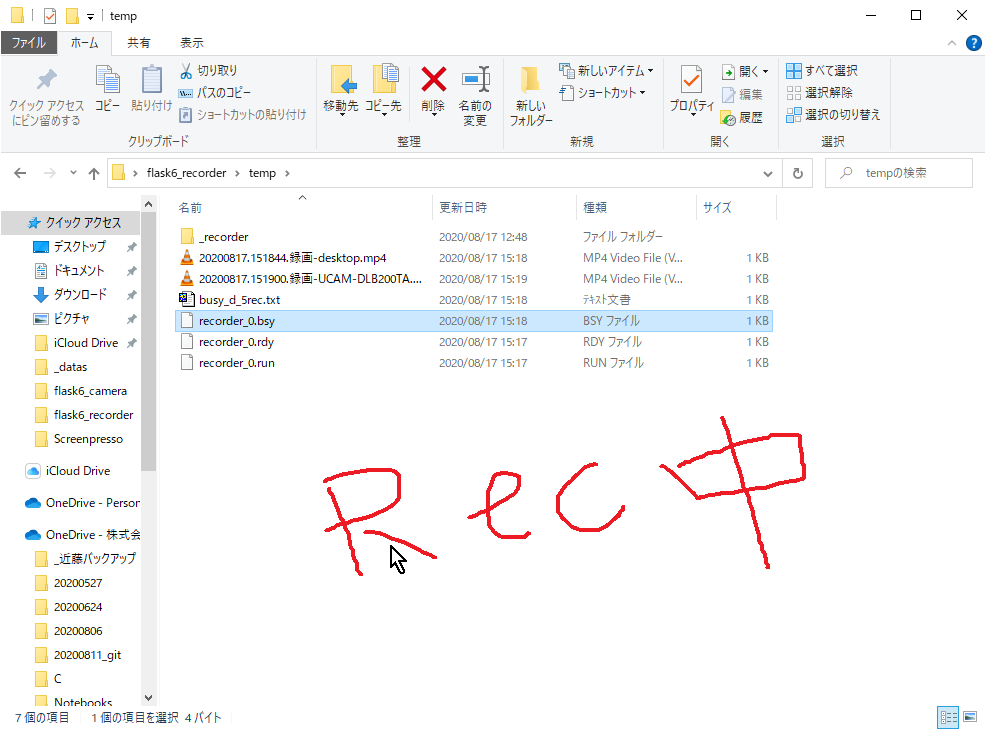 temp
ファイル ホーム 共有 表示
クイック アクセス
にピン留めする
コピー
貼り付け
切り取り
パスのコピー
ショートカットの貼り付け
クリップボード
移動先
コピー先
削除
名前の
変更
整理
新しい
フォルダー
新しいアイテム
ショートカット
新規
プロパティ
開く
編集
履歴
開く
すべて選択
選択解除
選択の切り替え
選択
flask6_recorder temp
tempの検索
名前 更新日時 種類 サイズ
_recorder 2020/08/17 12:48 ファイル フォルダー
20200817.151844.録画-desktop.mp4 2020/08/17 15:18 MP4 Video File (V... 1 KB
20200817.151900.録画-UCAM-DLB200TA.... 2020/08/17 15:19 MP4 Video File (V... 1 KB
busy_d_5rec.txt 2020/08/17 15:18 テキスト文書 1 KB
recorder_0.bsy 2020/08/17 15:18 BSY ファイル 1 KB
recorder_0.rdy 2020/08/17 15:17 RDY ファイル 1 KB
recorder_0.run 2020/08/17 15:17 RUN ファイル 1 KB
クイック アクセス
デスクトップ
ドキュメント
ダウンロード
ピクチャ
iCloud Drive
_datas
flask6_camera
flask6_recorder
Screenpresso
iCloud Drive
OneDrive - Person
OneDrive - 株式会
_近藤バックアップ
20200527
20200624
20200806
20200811_git
C
Notebooks
Rec中
7 個の項目 1 個の項目を選択 4 バイト